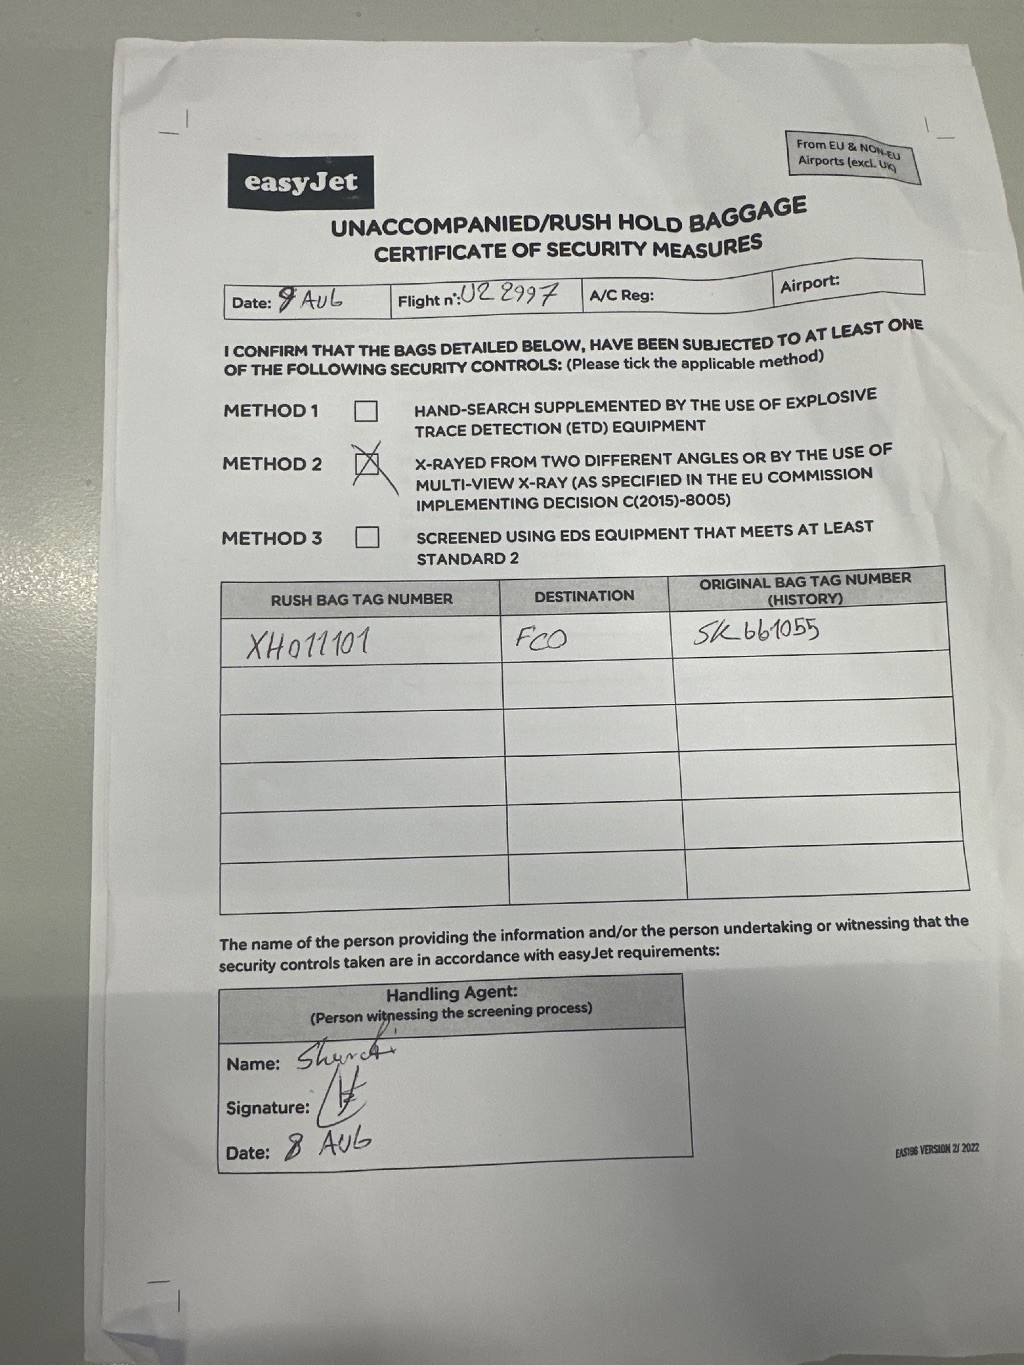 From EU & NON-EU
Airports (excl. UK)
easyJet
UNACCOMPANIED/RUSH HOLD BAGGAGE
CERTIFICATE OF SECURITY MEASURES
Date: 8 AUG Flight n°: U2 2997 A/C Reg: Airport:
I CONFIRM THAT THE BAGS DETAILED BELOW, HAVE BEEN SUBJECTED TO AT LEAST ONE
OF THE FOLLOWING SECURITY CONTROLS: (Please tick the applicable method)
METHOD 1 HAND-SEARCH SUPPLEMENTED BY THE USE OF EXPLOSIVE
TRACE DETECTION (ETD) EQUIPMENT
METHOD 2 X-RAYED FROM TWO DIFFERENT ANGLES OR BY THE USE OF
MULTI-VIEW X-RAY (AS SPECIFIED IN THE EU COMMISSION
IMPLEMENTING DECISION C(2015)-8005)
METHOD 3 SCREENED USING EDS EQUIPMENT THAT MEETS AT LEAST
STANDARD 2
RUSH BAG TAG NUMBER DESTINATION ORIGINAL BAG TAG NUMBER
(HISTORY)
XH011101 FCO SK661055
The name of the person providing the information and/or the person undertaking or witnessing that the
security controls taken are in accordance with easyJet requirements:
Handling Agent:
(Person witnessing the screening process)
Name:
Signature:
Date: 8 AUG
EAS196 VERSION 2/ 2022